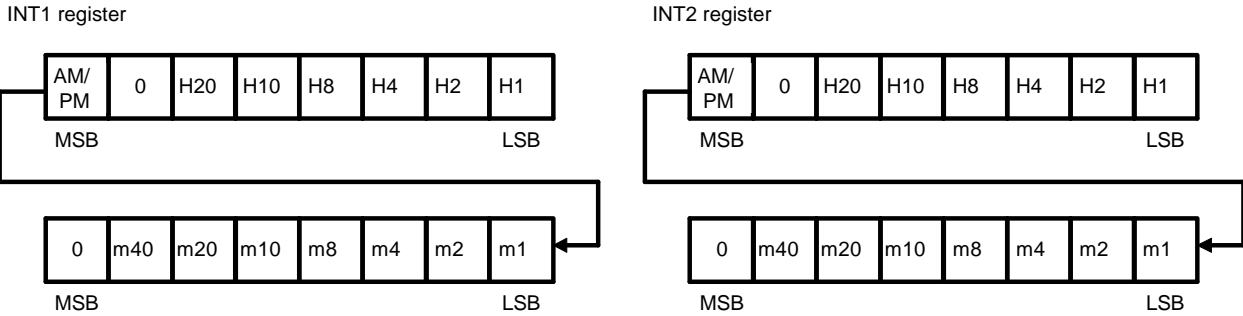 INT1 register
AM/ PM 0 H20 H10 H8 H4 H2 H1
MSB LSB
0 m40 m20 m10 m8 m4 m2 m1
MSB LSB
INT2 register
AM/ PM 0 H20 H10 H8 H4 H2 H1
MSB LSB
0 m40 m20 m10 m8 m4 m2 m1
MSB LSB